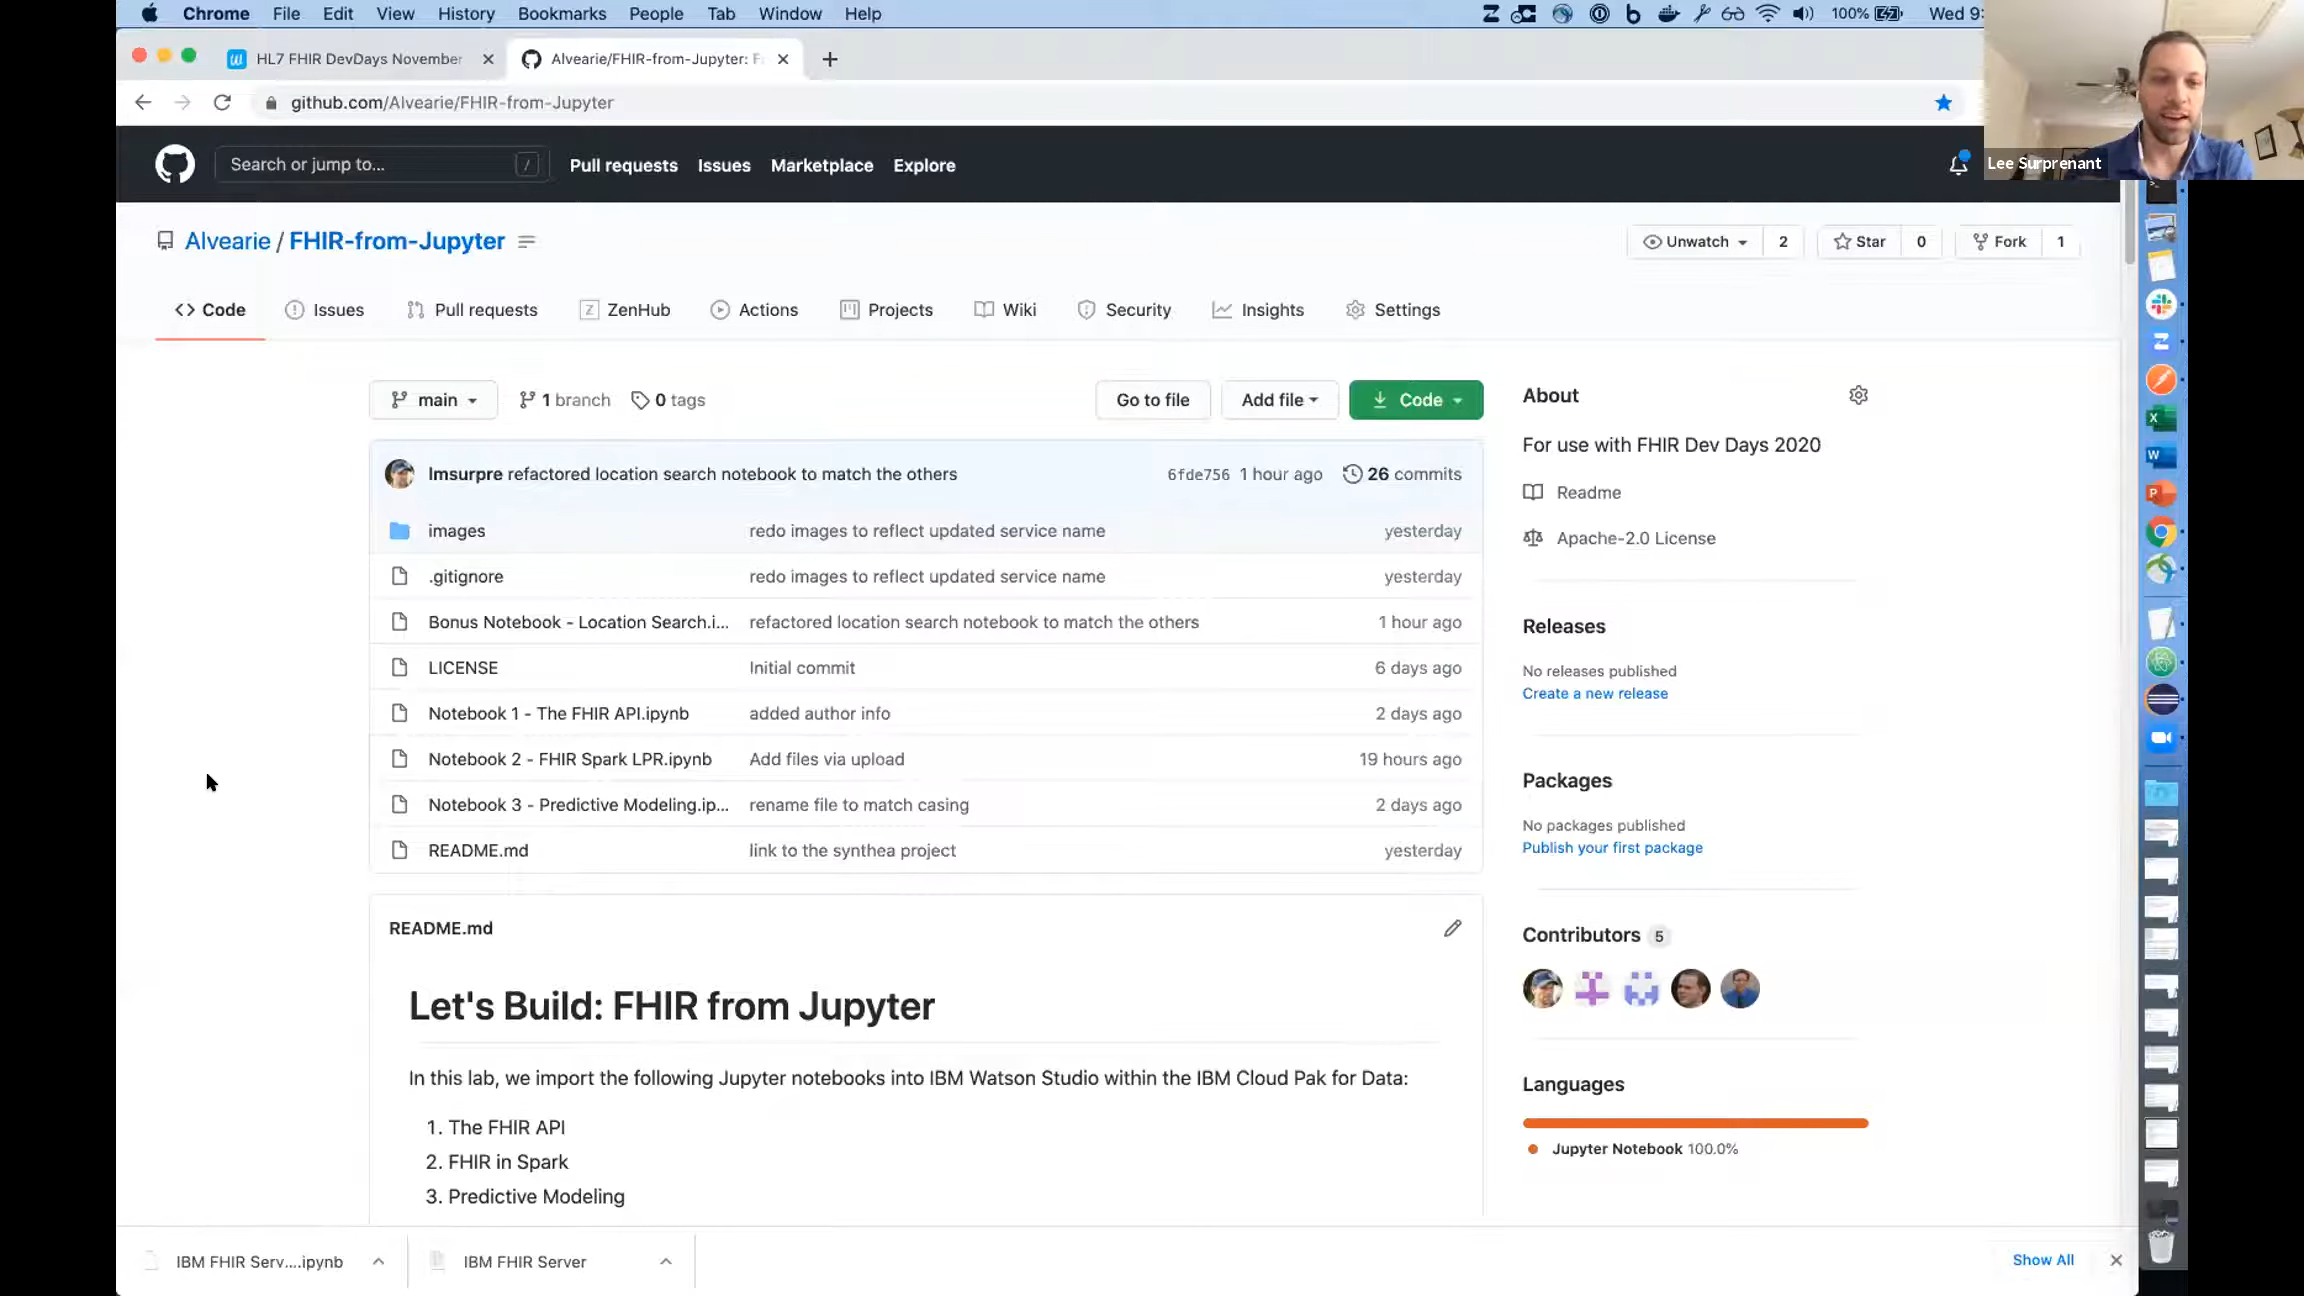 Chrome File Edit View History Bookmarks People Tab Window Help 100% Wed 9:
HL7 FHIR DevDays November Alvearie/FHIR-from-Jupyter: F
github.com/Alvearie/FHIR-from-Jupyter
Search or jump to... / Pull requests Issues Marketplace Explore
Lee Surprenant
Alvearie / FHIR-from-Jupyter Unwatch 2 Star 0 Fork 1
Code Issues Pull requests ZenHub Actions Projects Wiki Security Insights Settings
main 1 branch 0 tags Go to file Add file Code
lmsurpre refactored location search notebook to match the others 6fde756 1 hour ago 26 commits
images redo images to reflect updated service name yesterday
.gitignore redo images to reflect updated service name yesterday
Bonus Notebook - Location Search.i... refactored location search notebook to match the others 1 hour ago
LICENSE Initial commit 6 days ago
Notebook 1 - The FHIR API.ipynb added author info 2 days ago
Notebook 2 - FHIR Spark LPR.ipynb Add files via upload 19 hours ago
Notebook 3 - Predictive Modeling.ip... rename file to match casing 2 days ago
README.md link to the synthea project yesterday
README.md
Let's Build: FHIR from Jupyter
In this lab, we import the following Jupyter notebooks into IBM Watson Studio within the IBM Cloud Pak for Data:
1. The FHIR API
2. FHIR in Spark
3. Predictive Modeling
About
For use with FHIR Dev Days 2020
Readme
Apache-2.0 License
Releases
No releases published
Create a new release
Packages
No packages published
Publish your first package
Contributors 5
Languages
Jupyter Notebook 100.0%
IBM FHIR Serv....ipynb IBM FHIR Server Show All